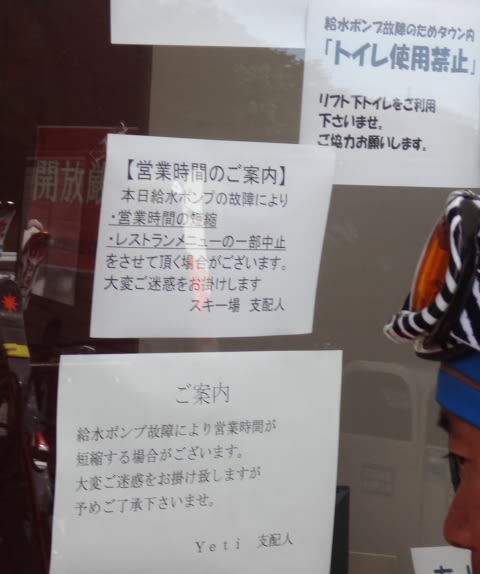 給水ポンプ故障のためタウン内
「トイレ使用禁止」
リフト下トイレをご利用
下さいませ。
ご協力お願いします。
開放厳
【営業時間のご案内】
本日給水ポンプの故障により
・営業時間の短縮
・レストランメニューの一部中止
をさせて頂く場合がございます。
大変ご迷惑をお掛けします
スキー場 支配人
ご案内
給水ポンプ故障により営業時間が
短縮する場合がございます。
大変ご迷惑をお掛け致しますが
予めご了承下さいませ。
Yeti 支配人